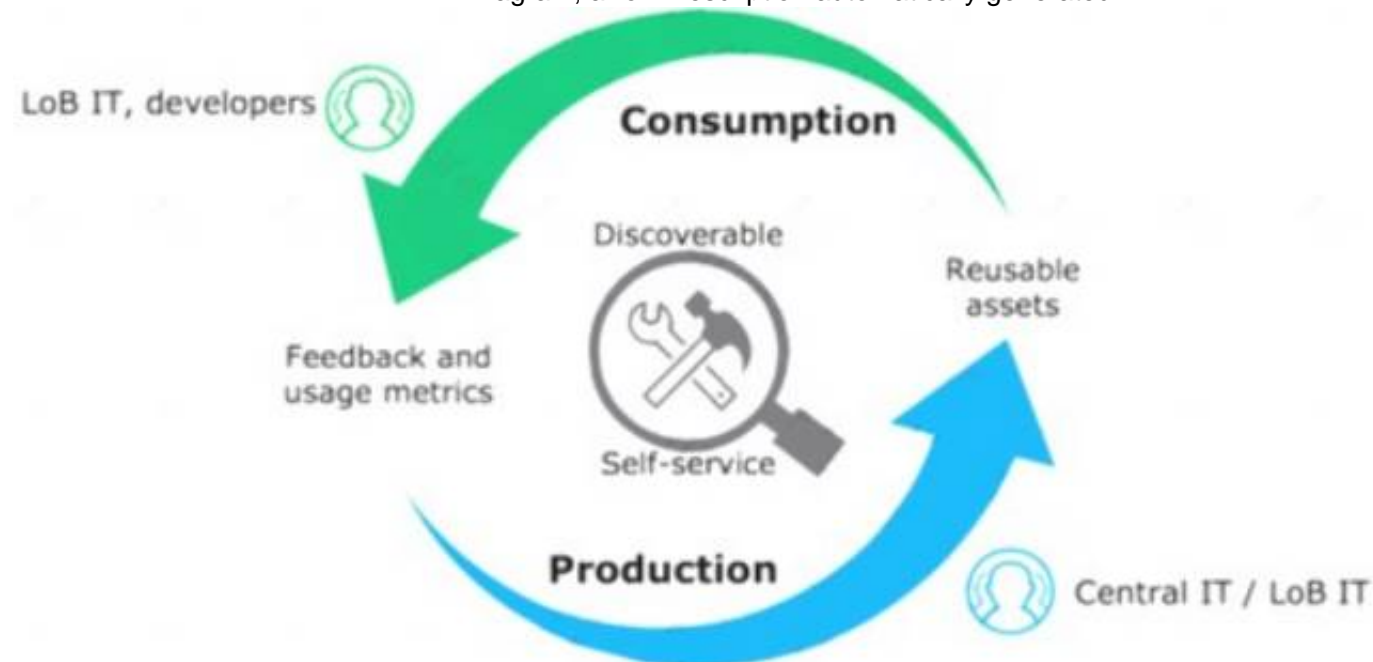 LoB IT, developers
Consumption
Discoverable
Reusable
assets
Feedback and
usage metrics
Self-service
Production
Central IT / LoB IT